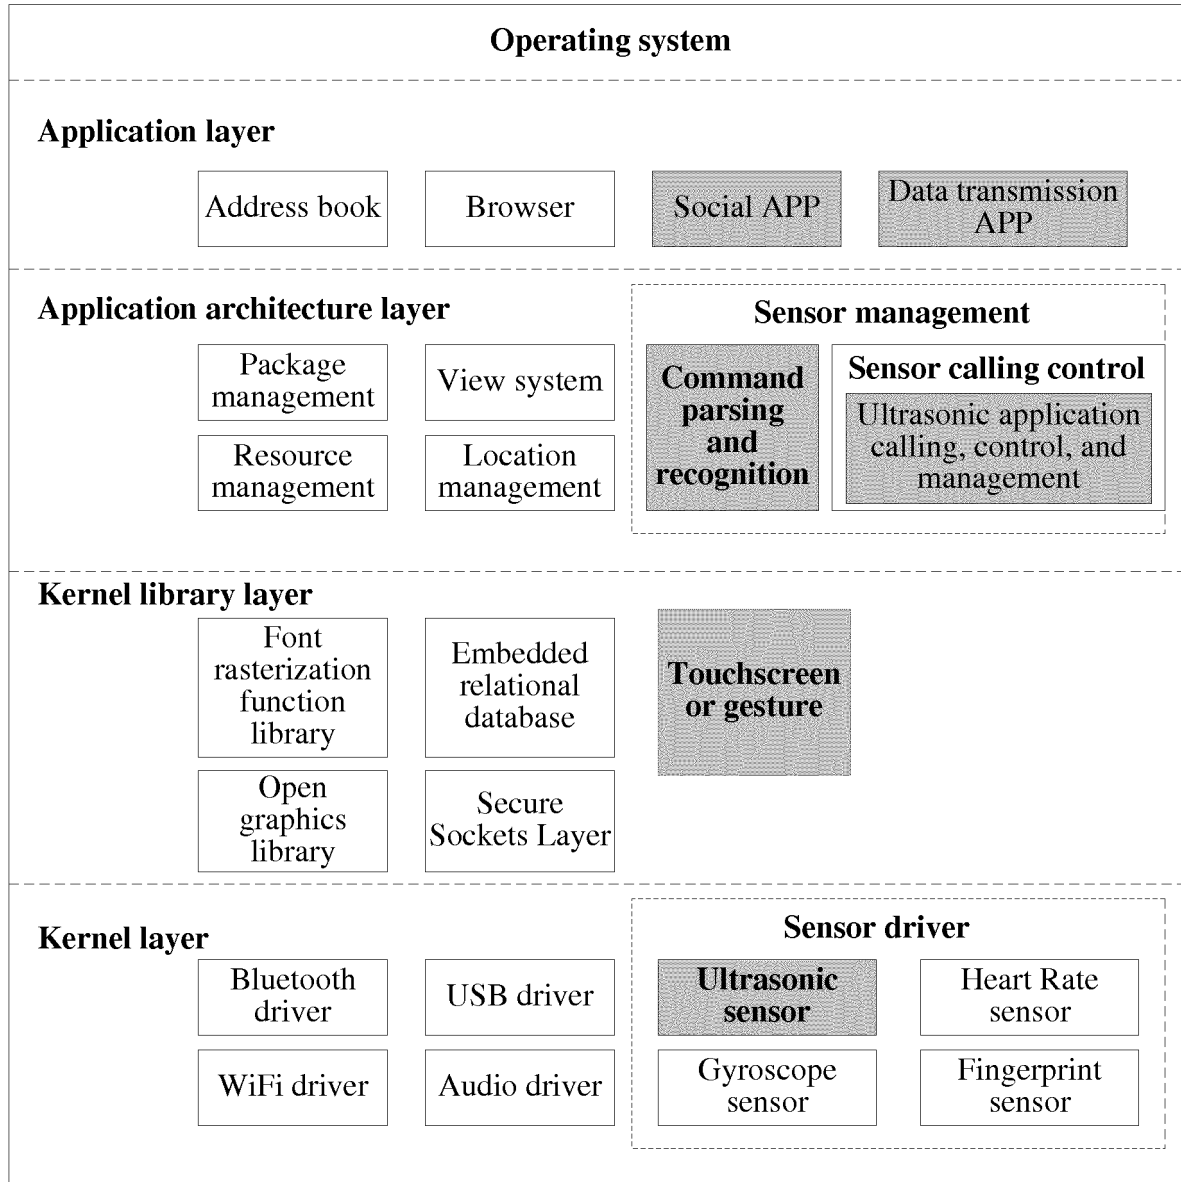 Operating system
Application layer
Address book
Browser
Social APP
Data transmission
APP
Application architecture layer
Package
management
View system
Resource
management
Location
management
Sensor management
Command
parsing
and
recognition
Sensor calling control
Ultrasonic application
calling, control, and
management
Kernel library layer
Font
rasterization
function
library
Embedded
relational
database
Touchscreen
or gesture
Open
graphics
library
Secure
Sockets Layer
Kernel layer
Bluetooth
driver
USB driver
WiFi driver
Audio driver
Sensor driver
Ultrasonic
sensor
Heart Rate
sensor
Gyroscope
sensor
Fingerprint
sensor